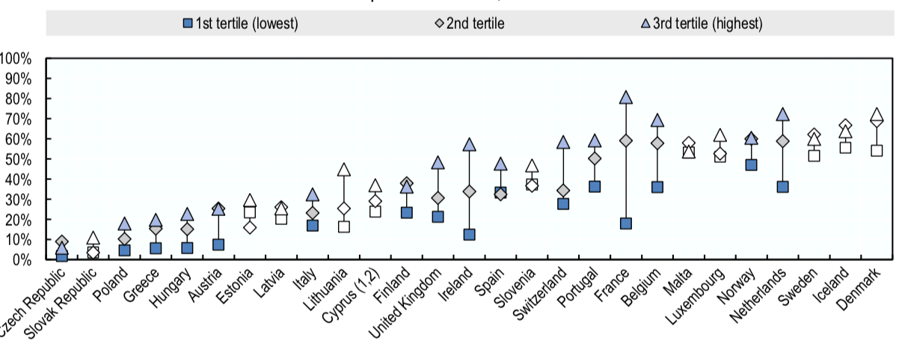 1st tertile (lowest) 2nd tertile 3rd tertile (highest)
100%
90%
80%
70%
60%
50%
40%
30%
20%
10%
0%
Czech Republic
Slovak Republic
Poland
Greece
Hungary
Austria
Estonia
Latvia
Italy
Lithuania
Cyprus (1,2)
Finland
United Kingdom
Ireland
Spain
Slovenia
Switzerland
Portugal
France
Belgium
Malta
Luxembourg
Norway
Netherlands
Sweden
Iceland
Denmark